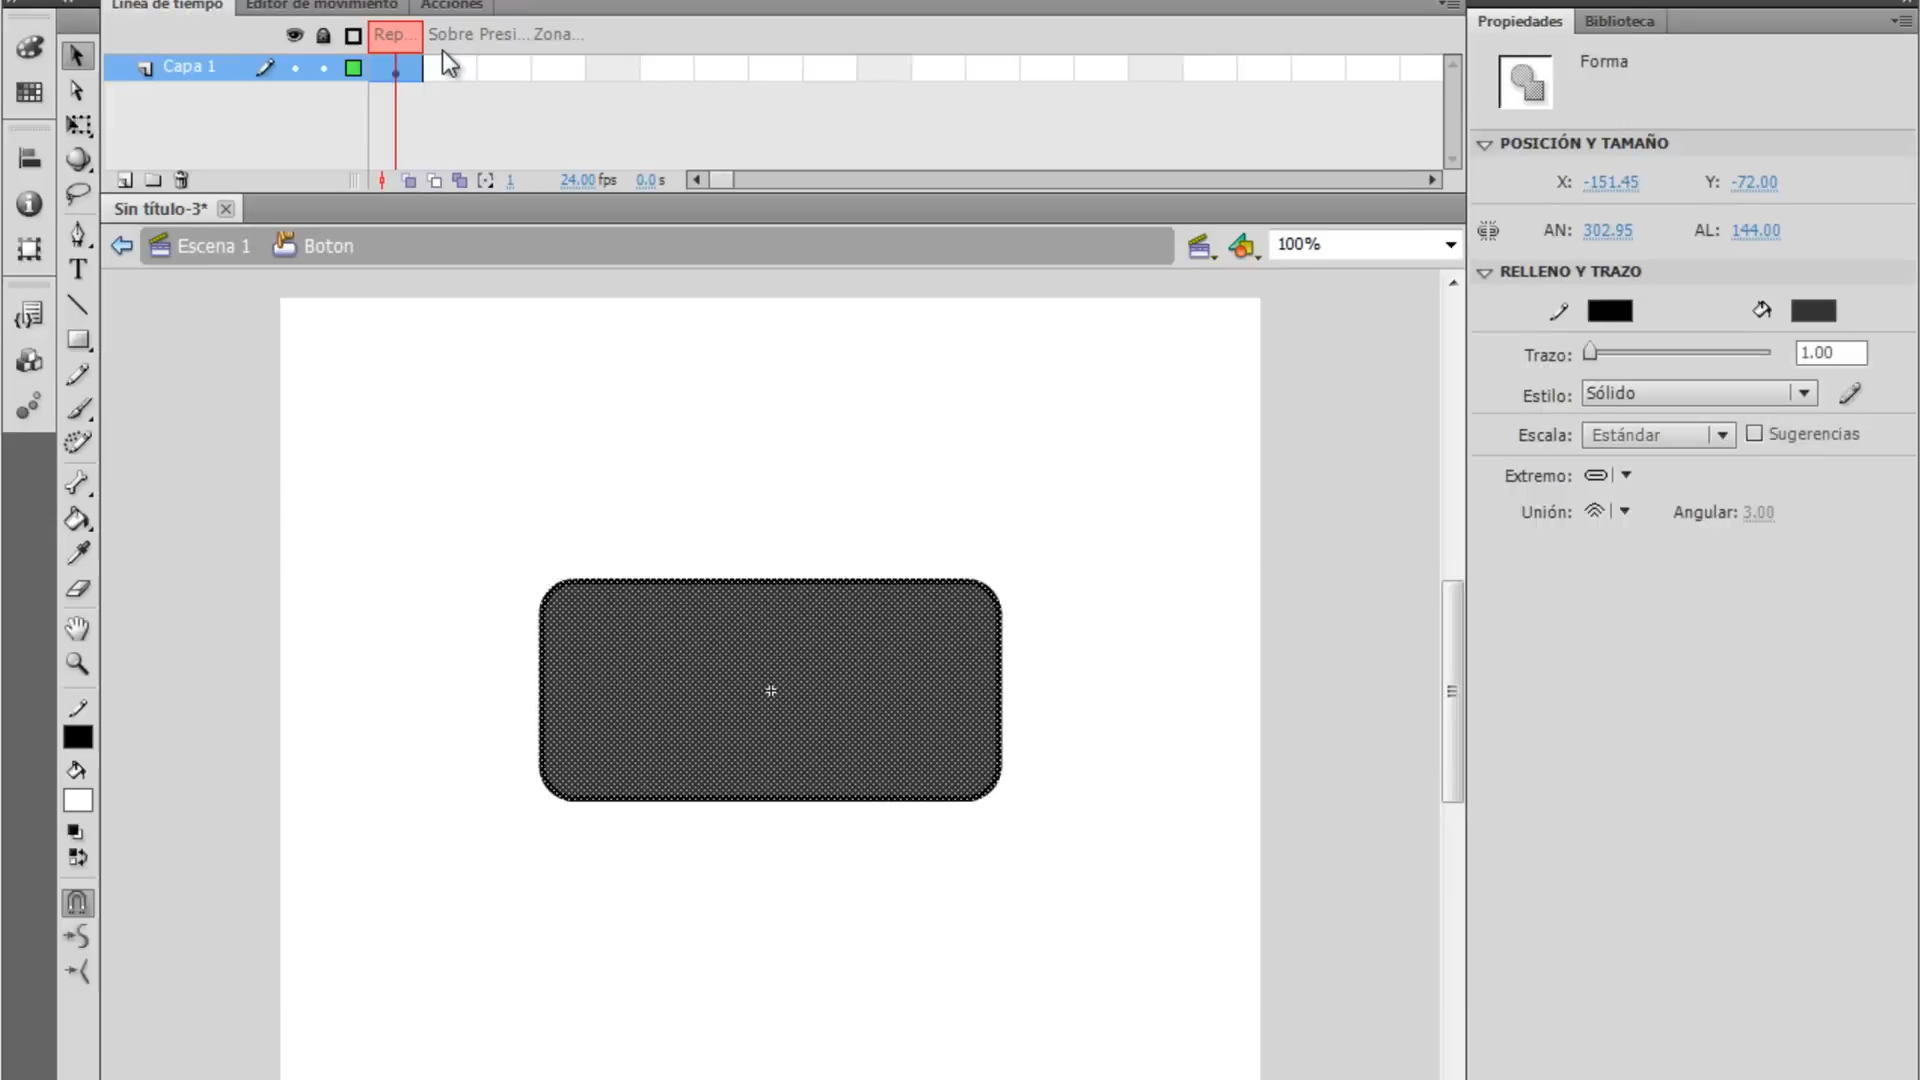 Línea de tiempo
Editor de movimiento
Acciones
Rep...
Sobre
Presi...
Zona...
Capa 1
1
24.00 fps
0.0 s
Sin título-3*
Escena 1
Boton
100%
Propiedades
Biblioteca
Forma
POSICIÓN Y TAMAÑO
X: -151.45 Y: -72.00
AN: 302.95 AL: 144.00
RELLENO Y TRAZO
Trazo: 1.00
Estilo: Sólido
Escala: Estándar Sugerencias
Extremo:
Unión: Angular: 3.00